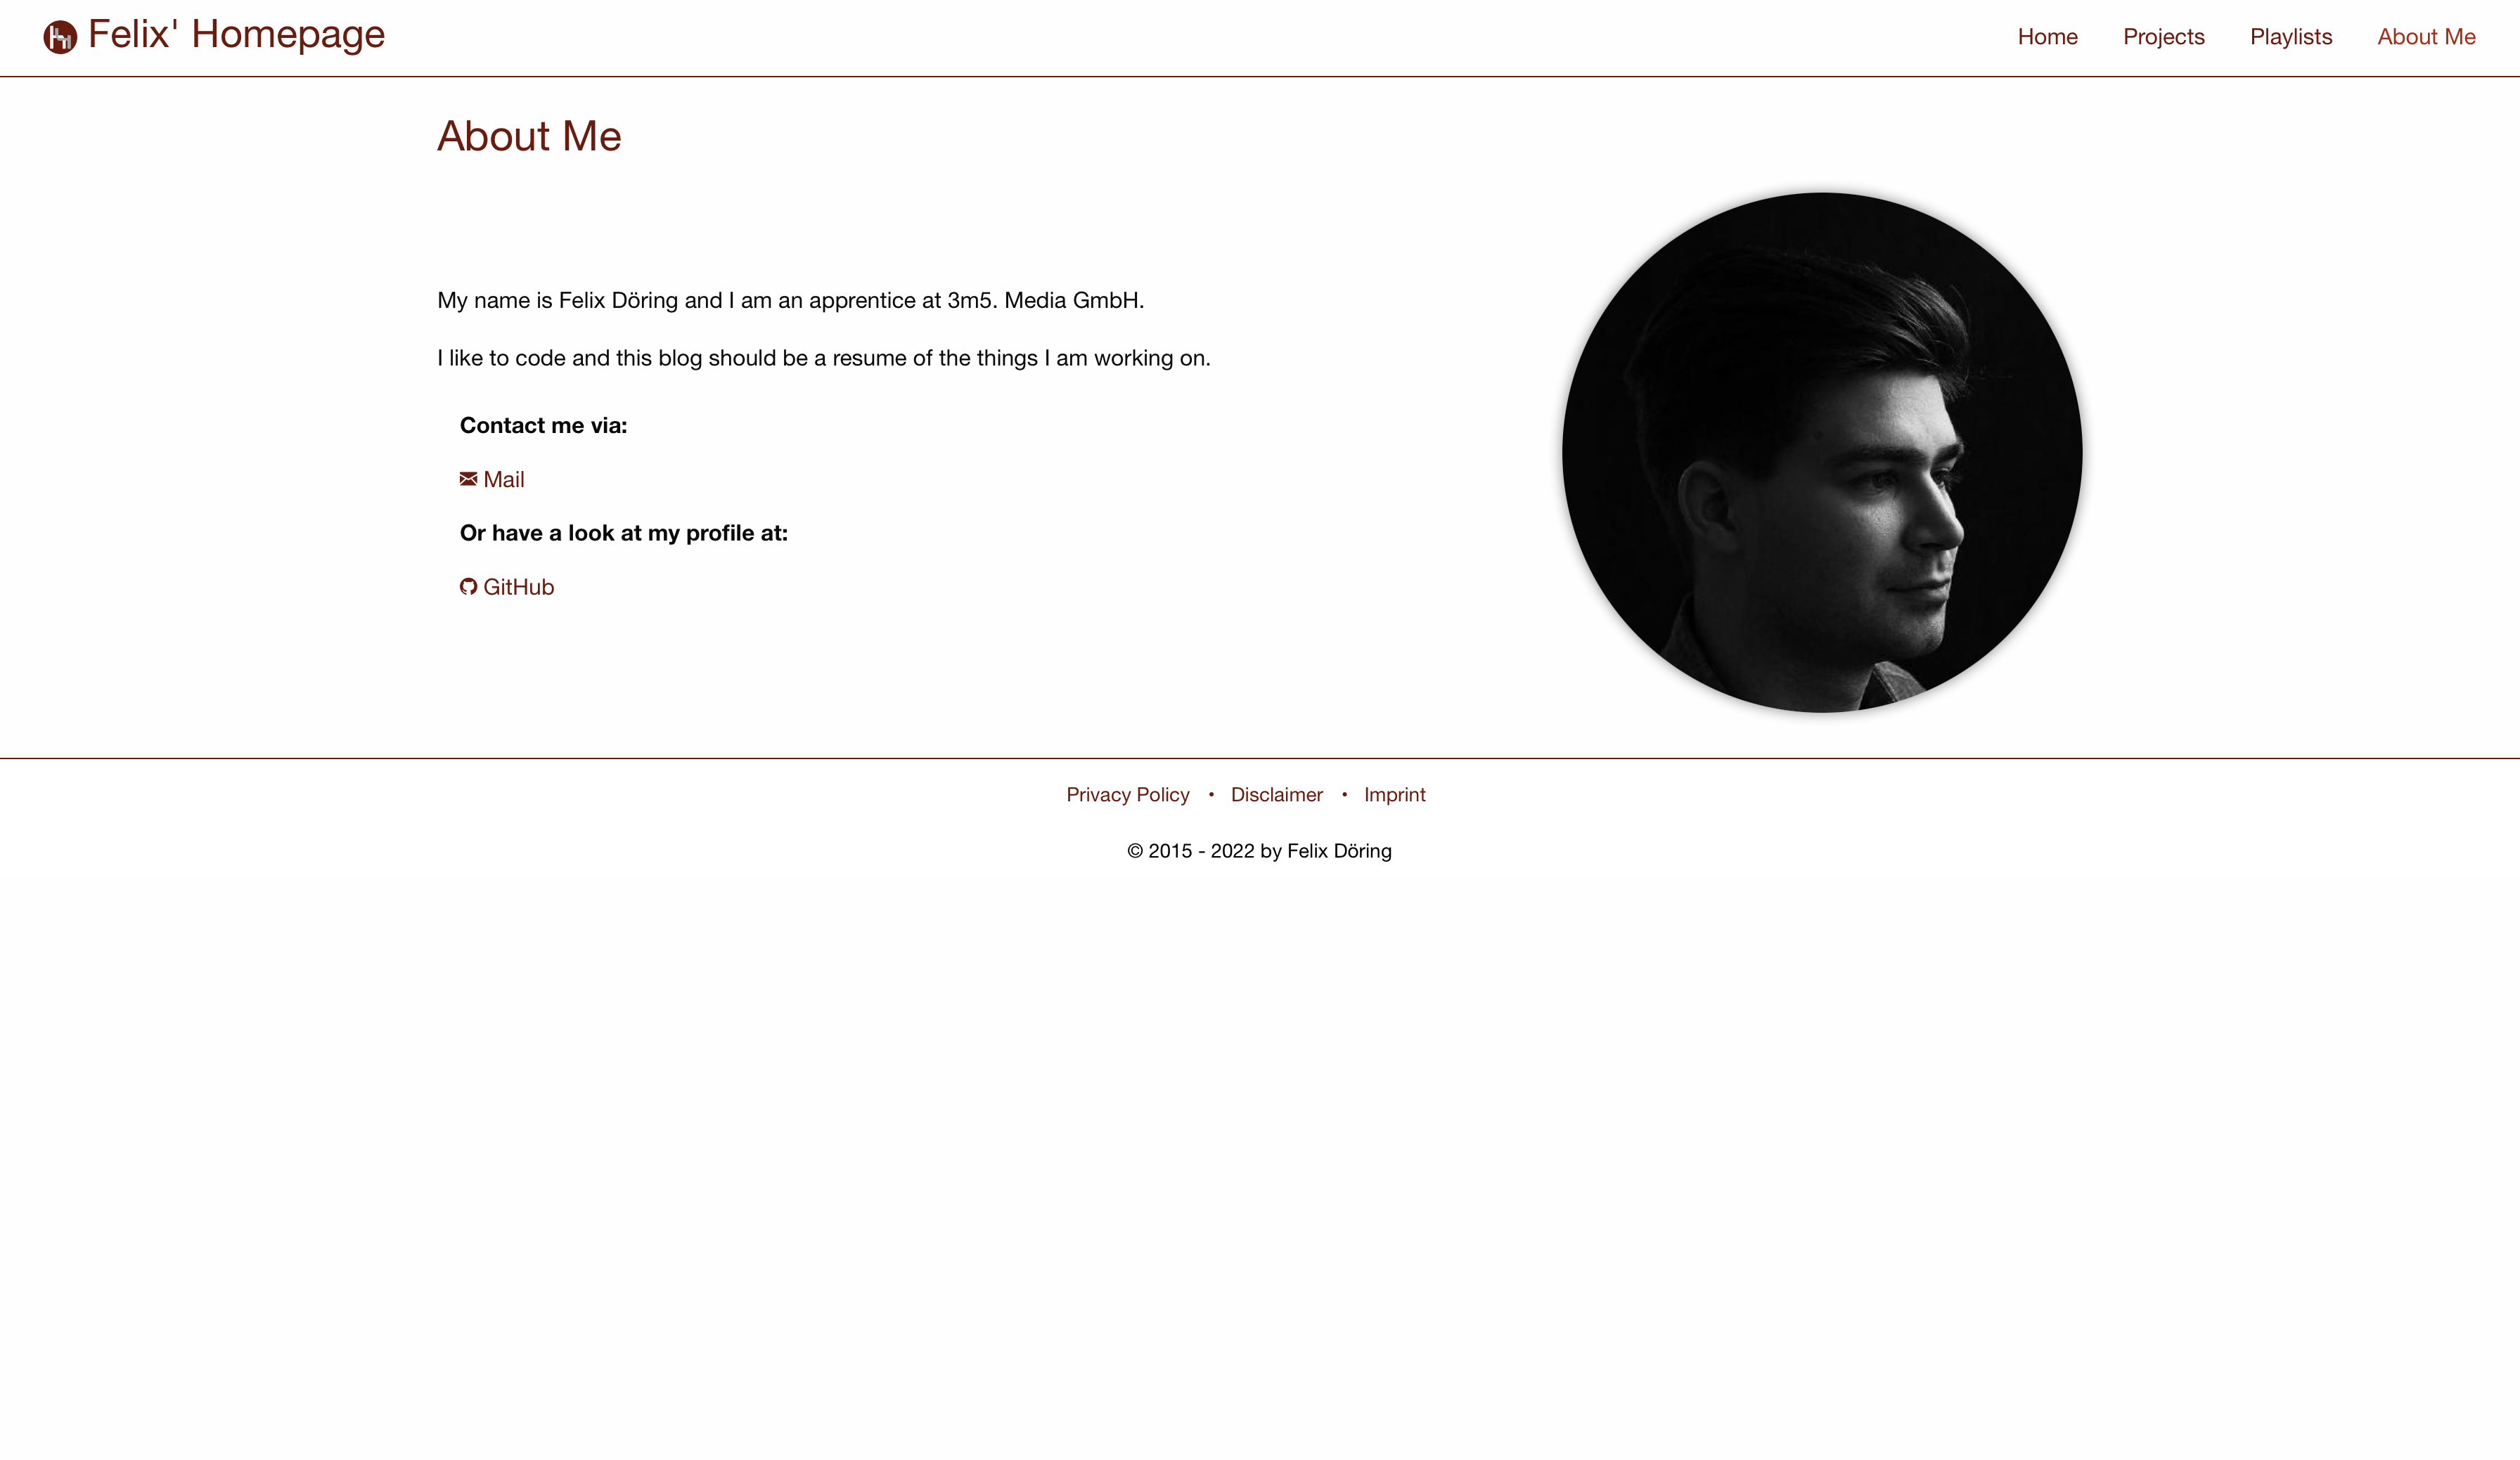 Felix' Homepage
Home Projects Playlists About Me
About Me
My name is Felix Döring and I am an apprentice at 3m5. Media GmbH.
I like to code and this blog should be a resume of the things I am working on.
Contact me via:
Mail
Or have a look at my profile at:
GitHub
Privacy Policy • Disclaimer • Imprint
© 2015 - 2022 by Felix Döring